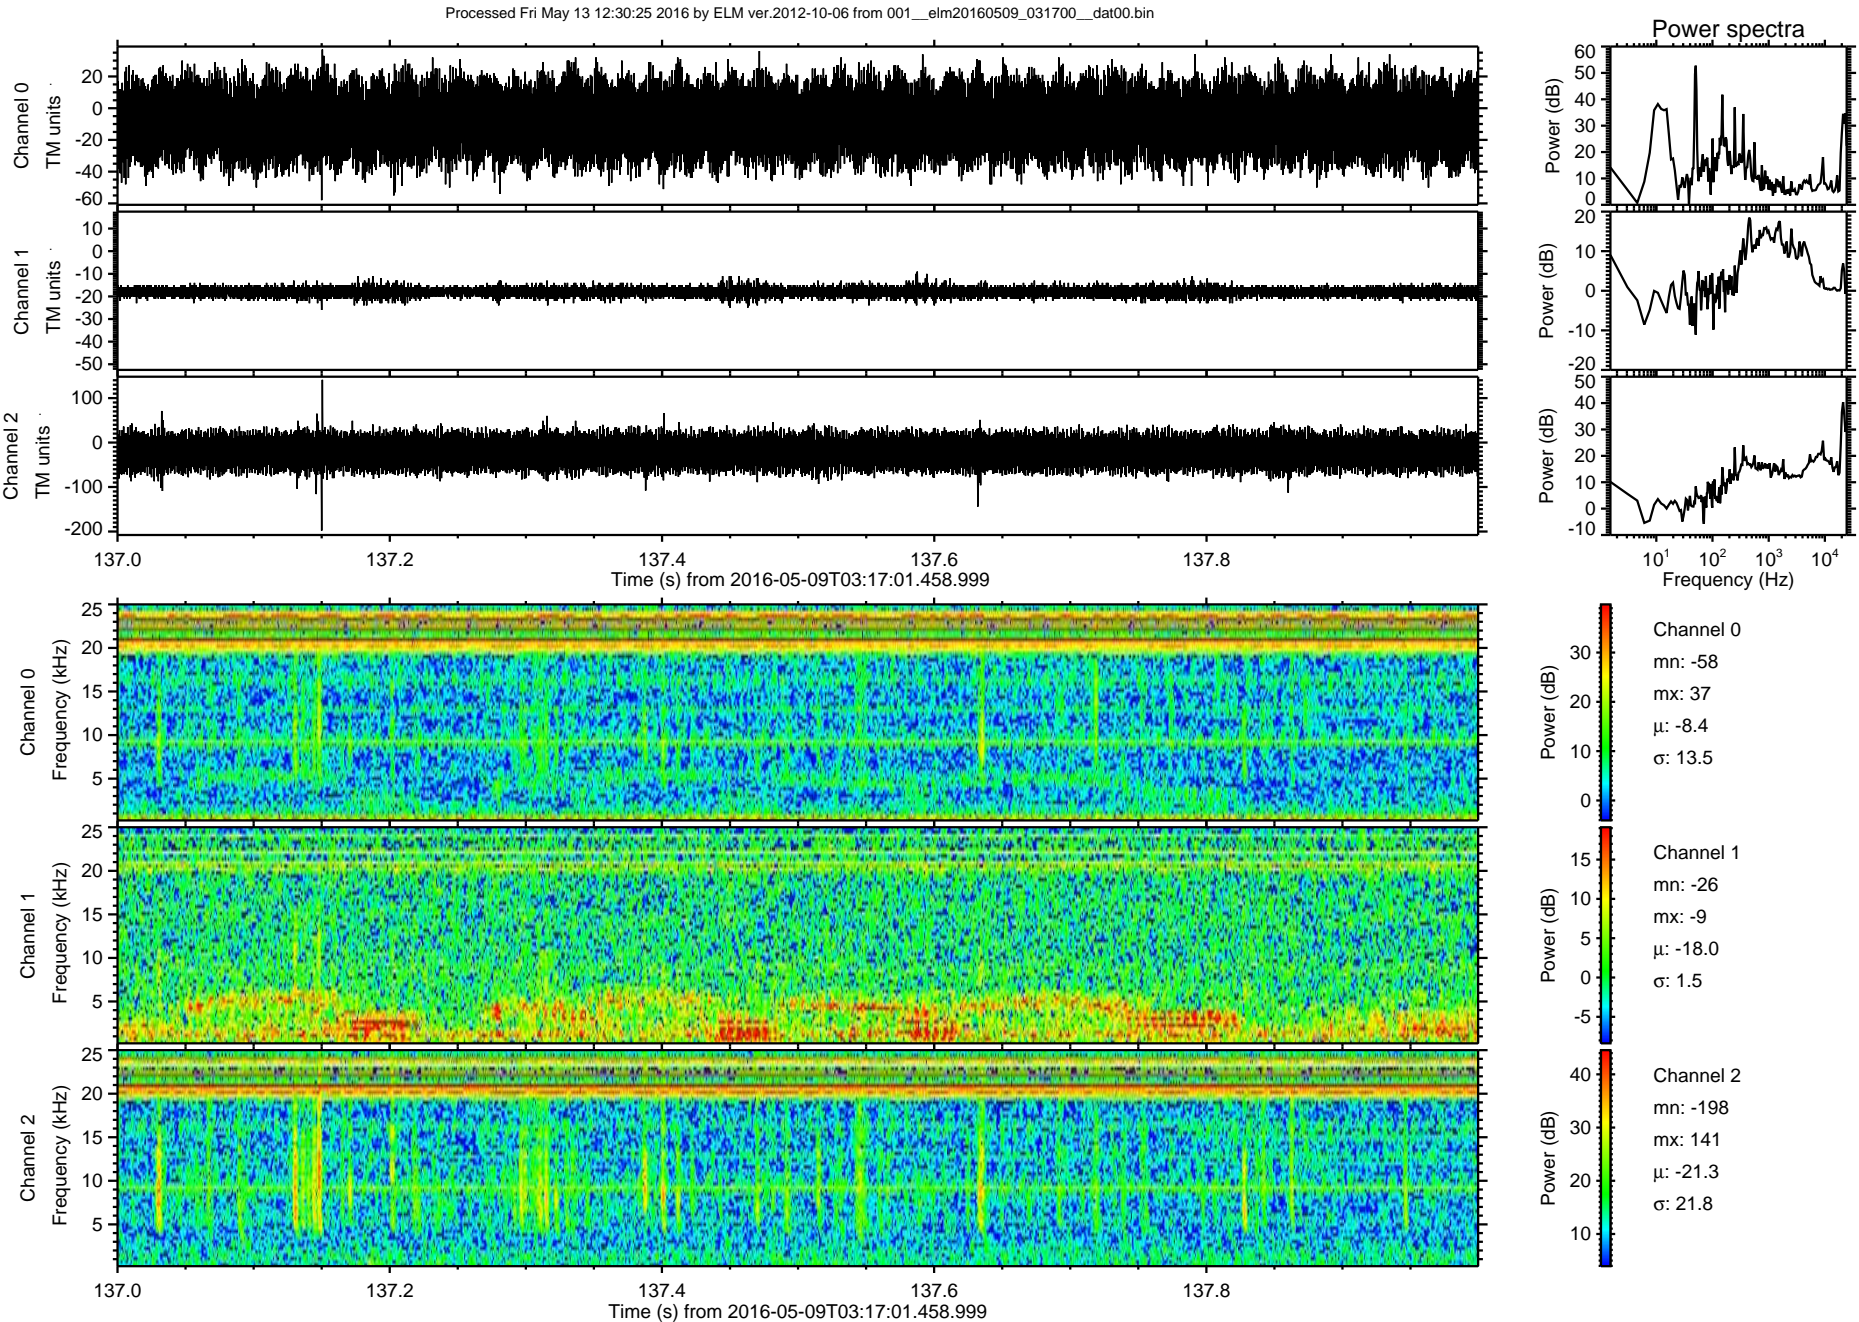 Processed Fri May 13 12:30:25 2016 by ELM ver.2012-10-06 from 001__elm20160509_031700__dat00.bin
Power spectra
Channel 0
TM units
20
0
-20
-40
-60
Power (dB)
60
50
40
30
20
10
0
Channel 1
TM units
10
0
-10
-20
-30
-40
-50
Power (dB)
20
10
0
-10
-20
Channel 2
TM units
100
0
-100
-200
Power (dB)
50
40
30
20
10
0
-10
137.0 137.2 137.4 137.6 137.8
Time (s) from 2016-05-09T03:17:01.458.999
10¹ 10² 10³ 10⁴
Frequency (Hz)
Channel 0
Frequency (kHz)
25
20
15
10
5
Power (dB)
30
20
10
0
Channel 0
mn: -58
mx: 37
μ: -8.4
σ: 13.5
Channel 1
Frequency (kHz)
25
20
15
10
5
Power (dB)
15
10
5
0
-5
Channel 1
mn: -26
mx: -9
μ: -18.0
σ: 1.5
Channel 2
Frequency (kHz)
25
20
15
10
5
Power (dB)
40
30
20
10
Channel 2
mn: -198
mx: 141
μ: -21.3
σ: 21.8
137.0 137.2 137.4 137.6 137.8
Time (s) from 2016-05-09T03:17:01.458.999